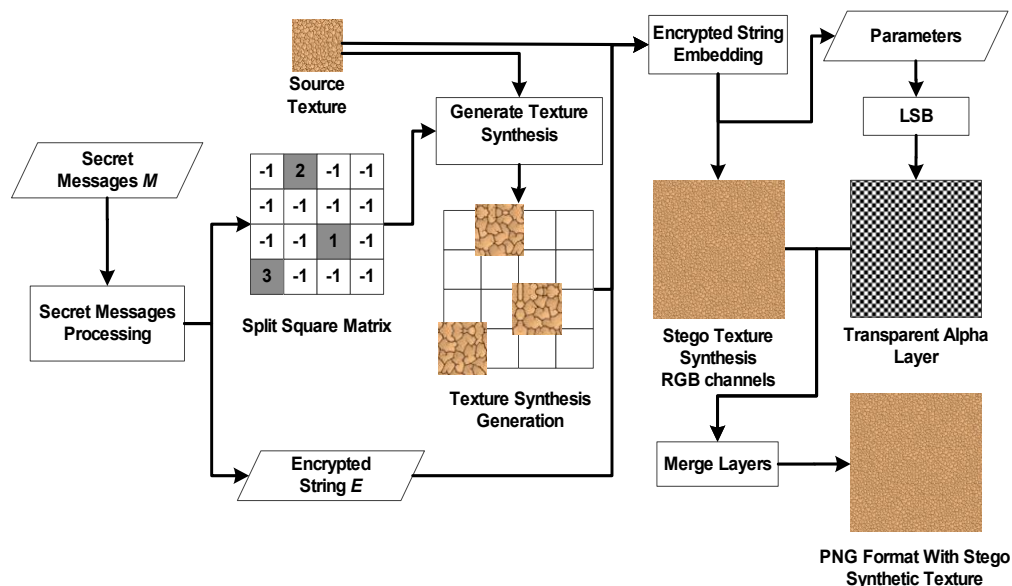 Source
Texture
Encrypted String
Embedding
Parameters
LSB
Generate Texture
Synthesis
Secret
Messages M
-1 2 -1 -1
-1 -1 -1 -1
-1 -1 1 -1
3 -1 -1 -1
Secret Messages
Processing
Split Square Matrix
Texture Synthesis
Generation
Stego Texture
Synthesis
RGB channels
Transparent Alpha
Layer
Encrypted
String E
Merge Layers
PNG Format With Stego
Synthetic Texture